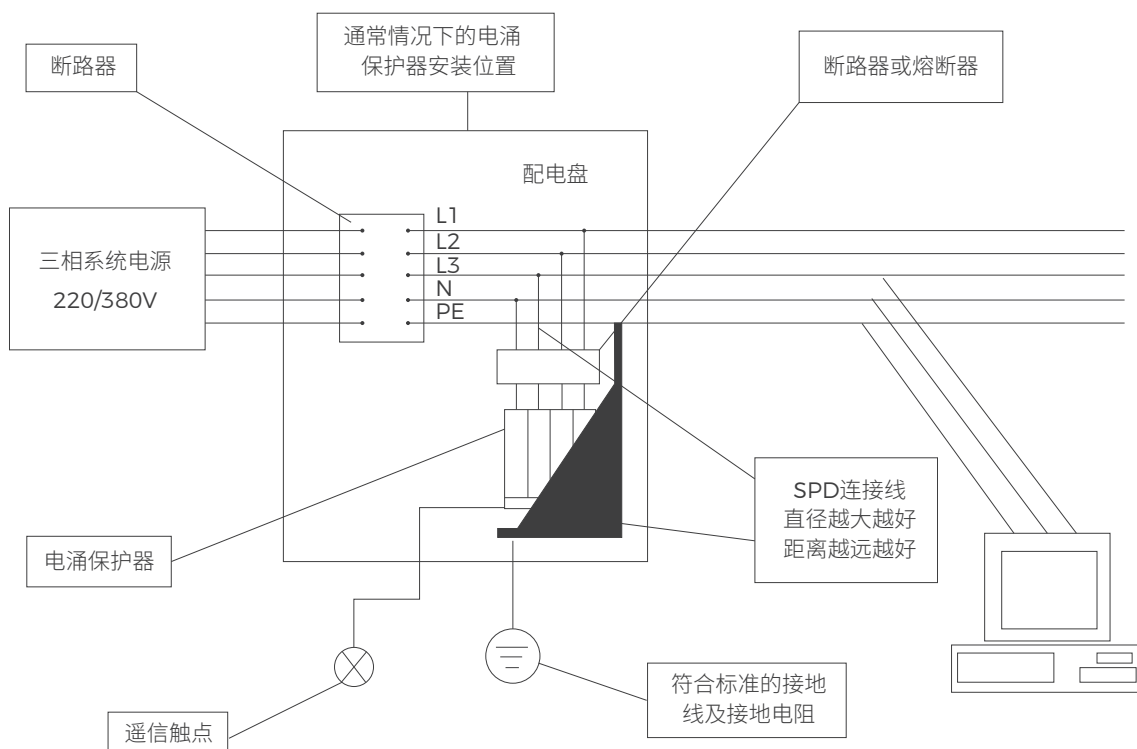 断路器
通常情况下的电涌
保护器安装位置
断路器或熔断器
配电盘
三相系统电源
220/380V
L1
L2
L3
N
PE
SPD连接线
直径越大越好
距离越远越好
电涌保护器
符合标准的接地
线及接地电阻
遥信触点